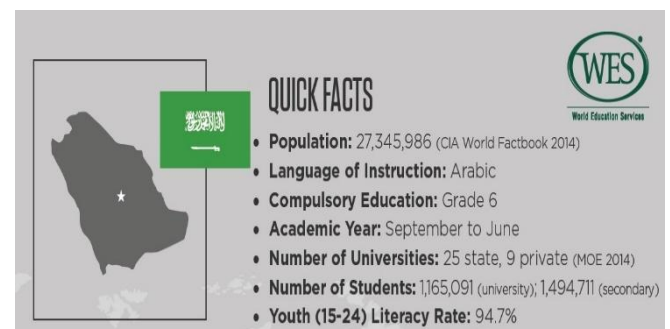 WES
World Education Services
QUICK FACTS
• Population: 27,345,986 (CIA World Factbook 2014)
• Language of Instruction: Arabic
• Compulsory Education: Grade 6
• Academic Year: September to June
• Number of Universities: 25 state, 9 private (MOE 2014)
• Number of Students: 1,165,091 (university); 1,494,711 (secondary)
• Youth (15-24) Literacy Rate: 94.7%